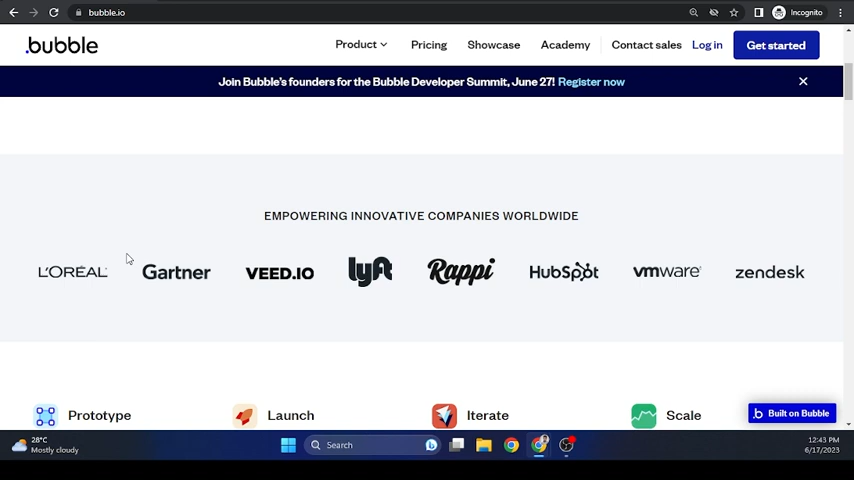 bubble.io
Incognito
.bubble
Product
Pricing
Showcase
Academy
Contact sales
Log in
Get started
Join Bubble's founders for the Bubble Developer Summit, June 27! Register now
EMPOWERING INNOVATIVE COMPANIES WORLDWIDE
L'ORÉAL
Gartner
VEED.IO
lyft
Rappi
HubSpot
vmware
zendesk
Prototype
Launch
Iterate
Scale
b Built on Bubble
28°C
Mostly cloudy
Search
12:43 PM
6/17/2023